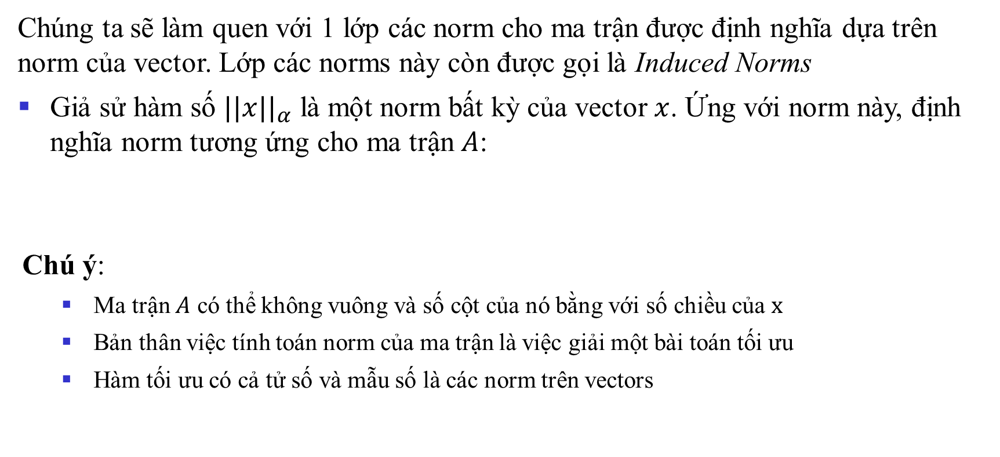 Chúng ta sẽ làm quen với 1 lớp các norm cho ma trận được định nghĩa dựa trên
norm của vector. Lớp các norms này còn được gọi là Induced Norms
▪ Giả sử hàm số ||x||α là một norm bất kỳ của vector x. Ứng với norm này, định
nghĩa norm tương ứng cho ma trận A:
Chú ý:
▪ Ma trận A có thể không vuông và số cột của nó bằng với số chiều của x
▪ Bản thân việc tính toán norm của ma trận là việc giải một bài toán tối ưu
▪ Hàm tối ưu có cả tử số và mẫu số là các norm trên vectors